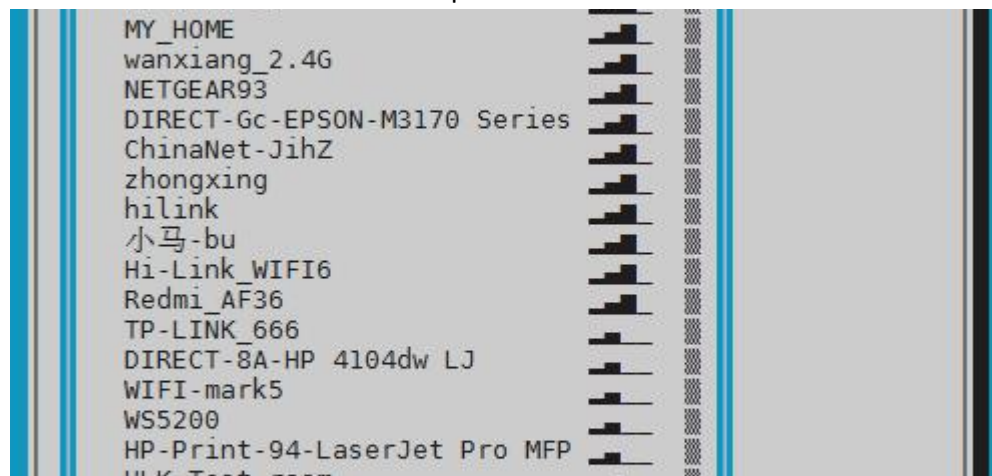 MY_HOME
wanxiang_2.4G
NETGEAR93
DIRECT-Gc-EPSON-M3170 Series
ChinaNet-JihZ
zhongxing
hilink
小马-bu
Hi-Link_WIFI6
Redmi_AF36
TP-LINK_666
DIRECT-8A-HP 4104dw LJ
WIFI-mark5
WS5200
HP-Print-94-LaserJet Pro MFP